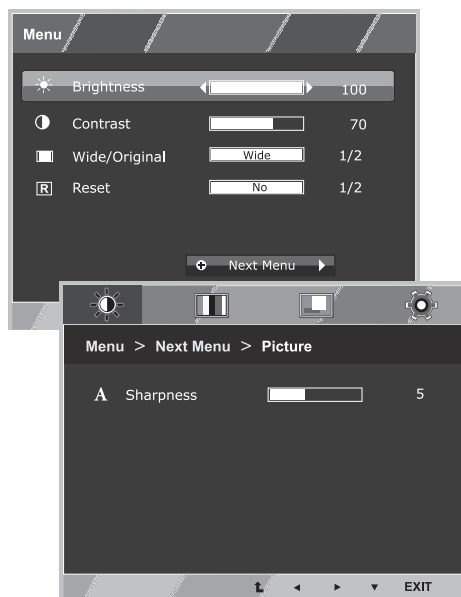 Menu
Brightness 100
Contrast 70
Wide/Original Wide 1/2
R Reset No 1/2
Next Menu
Menu > Next Menu > Picture
A Sharpness 5
EXIT